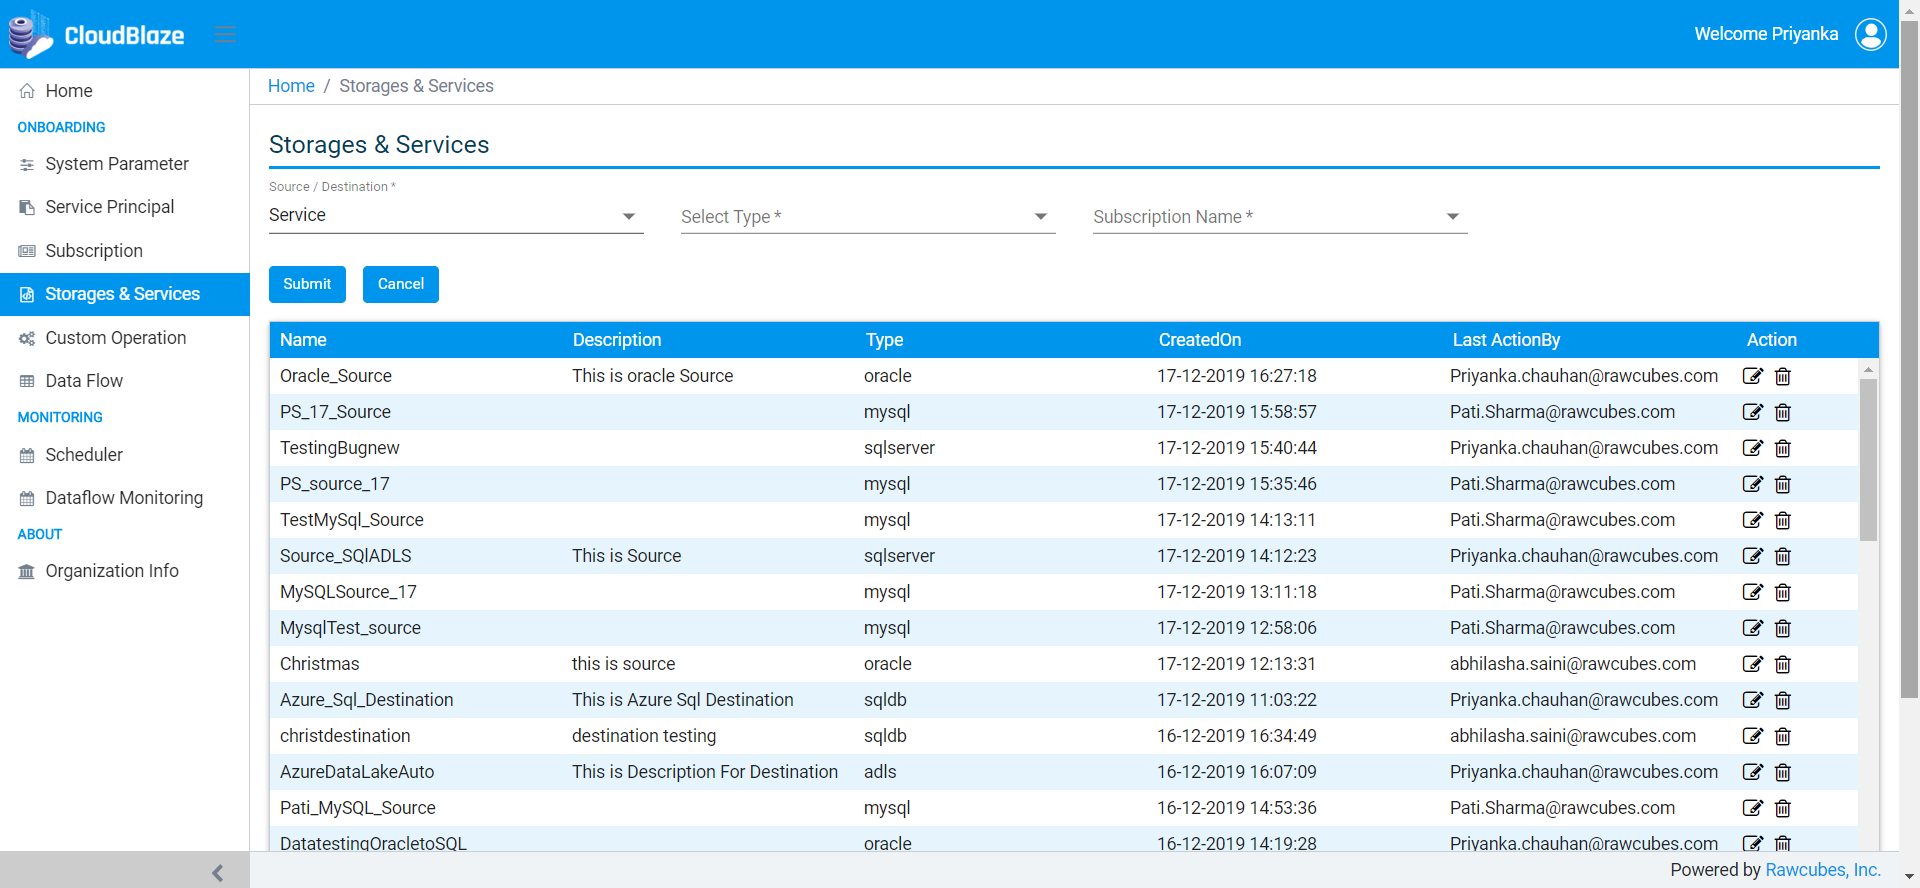 CloudBlaze
Welcome Priyanka
Home
ONBOARDING
System Parameter
Service Principal
Subscription
Storages & Services
Custom Operation
Data Flow
MONITORING
Scheduler
Dataflow Monitoring
ABOUT
Organization Info
Home / Storages & Services
Storages & Services
Source / Destination *
Service Select Type * Subscription Name *
Submit Cancel
Name Description Type CreatedOn Last ActionBy Action
Oracle_Source This is oracle Source oracle 17-12-2019 16:27:18 Priyanka.chauhan@rawcubes.com
PS_17_Source mysql 17-12-2019 15:58:57 Pati.Sharma@rawcubes.com
TestingBugnew sqlserver 17-12-2019 15:40:44 Priyanka.chauhan@rawcubes.com
PS_source_17 mysql 17-12-2019 15:35:46 Pati.Sharma@rawcubes.com
TestMySql_Source mysql 17-12-2019 14:13:11 Pati.Sharma@rawcubes.com
Source_SQlADLS This is Source sqlserver 17-12-2019 14:12:23 Priyanka.chauhan@rawcubes.com
MySQLSource_17 mysql 17-12-2019 13:11:18 Pati.Sharma@rawcubes.com
MysqlTest_source mysql 17-12-2019 12:58:06 Pati.Sharma@rawcubes.com
Christmas this is source oracle 17-12-2019 12:13:31 abhilasha.saini@rawcubes.com
Azure_Sql_Destination This is Azure Sql Destination sqldb 17-12-2019 11:03:22 Priyanka.chauhan@rawcubes.com
christdestination destination testing sqldb 16-12-2019 16:34:49 abhilasha.saini@rawcubes.com
AzureDataLakeAuto This is Description For Destination adls 16-12-2019 16:07:09 Priyanka.chauhan@rawcubes.com
Pati_MySQL_Source mysql 16-12-2019 14:53:36 Pati.Sharma@rawcubes.com
DatatestingOracletoSQL oracle 16-12-2019 14:19:28 Priyanka.chauhan@rawcubes.com
Powered by Rawcubes, Inc.